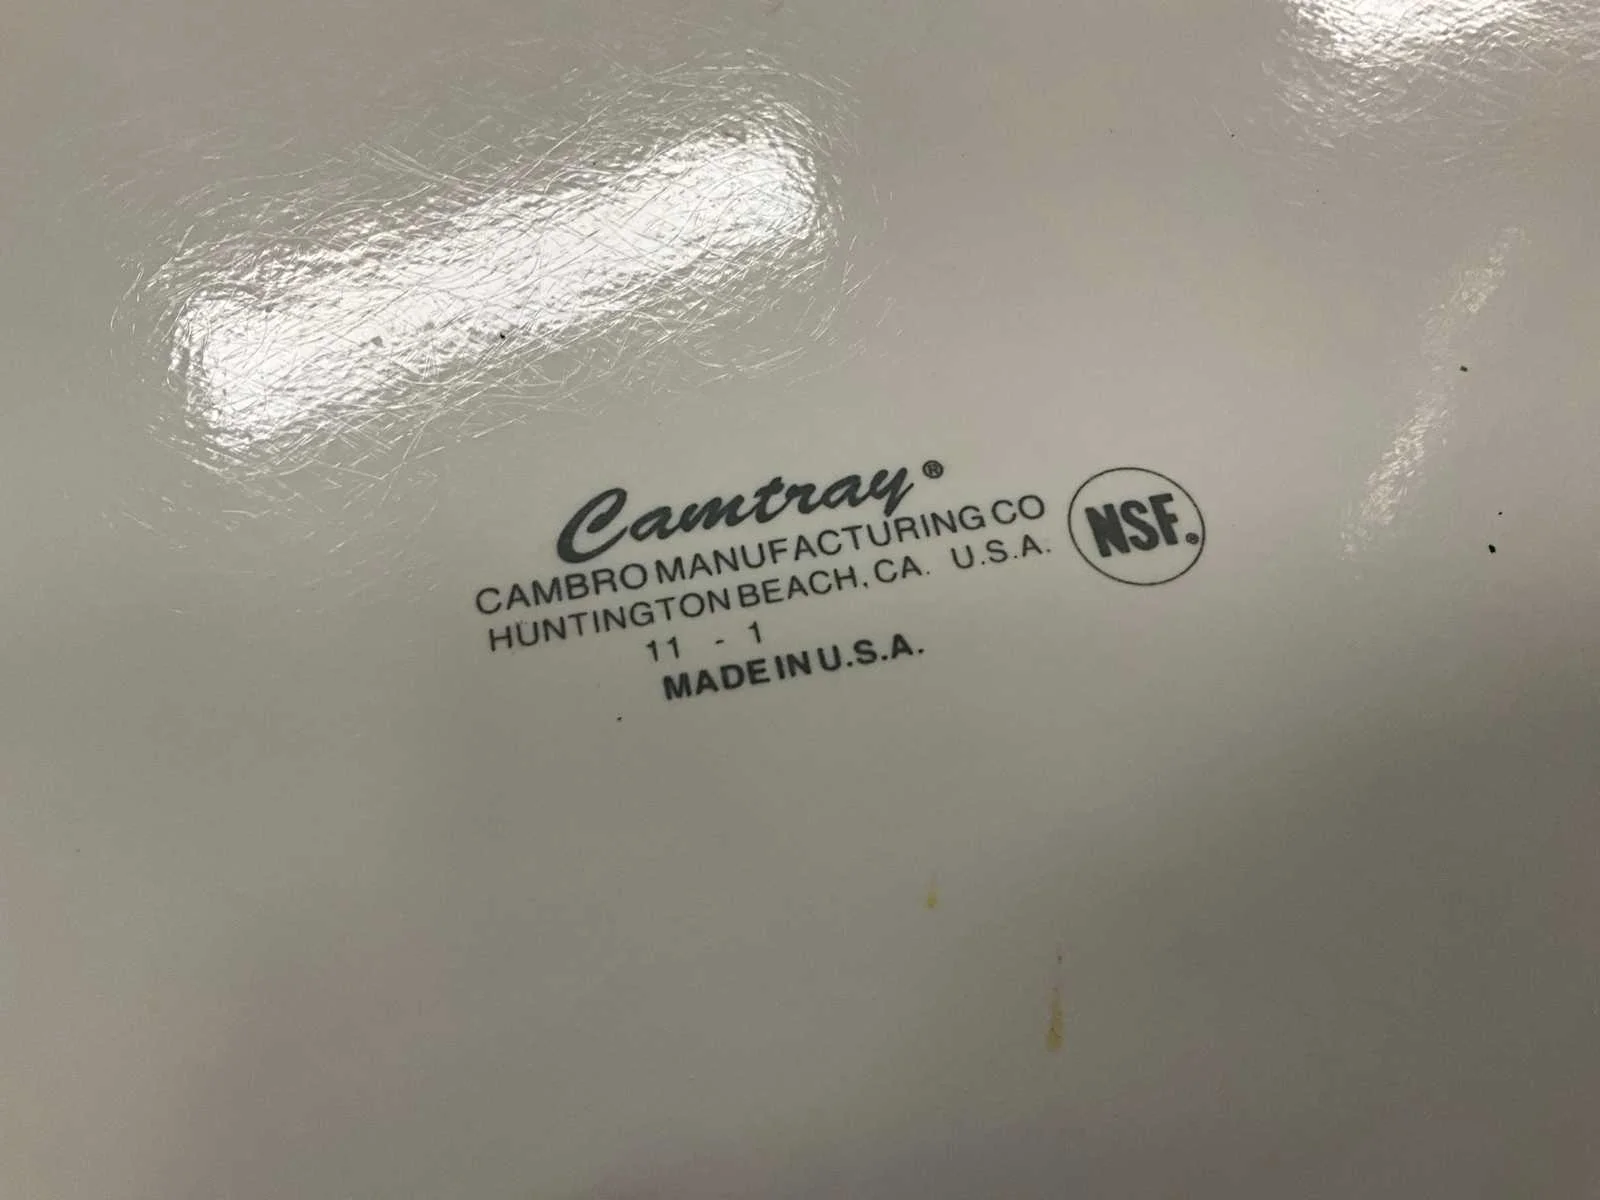 Camtray®
CAMBRO MANUFACTURING CO
HUNTINGTON BEACH, CA. U.S.A.
11 - 1
MADE IN U.S.A.
NSF®